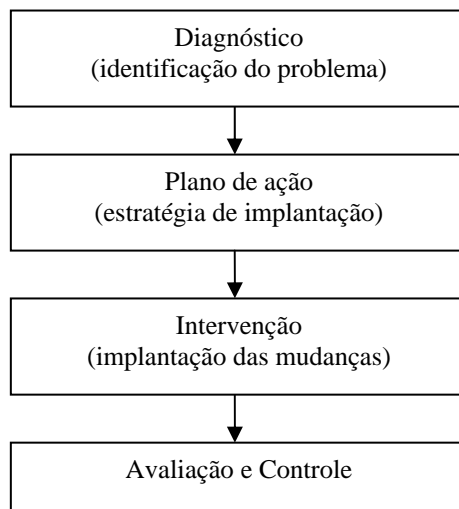 Diagnóstico
(identificação do problema)
Plano de ação
(estratégia de implantação)
Intervenção
(implantação das mudanças)
Avaliação e Controle